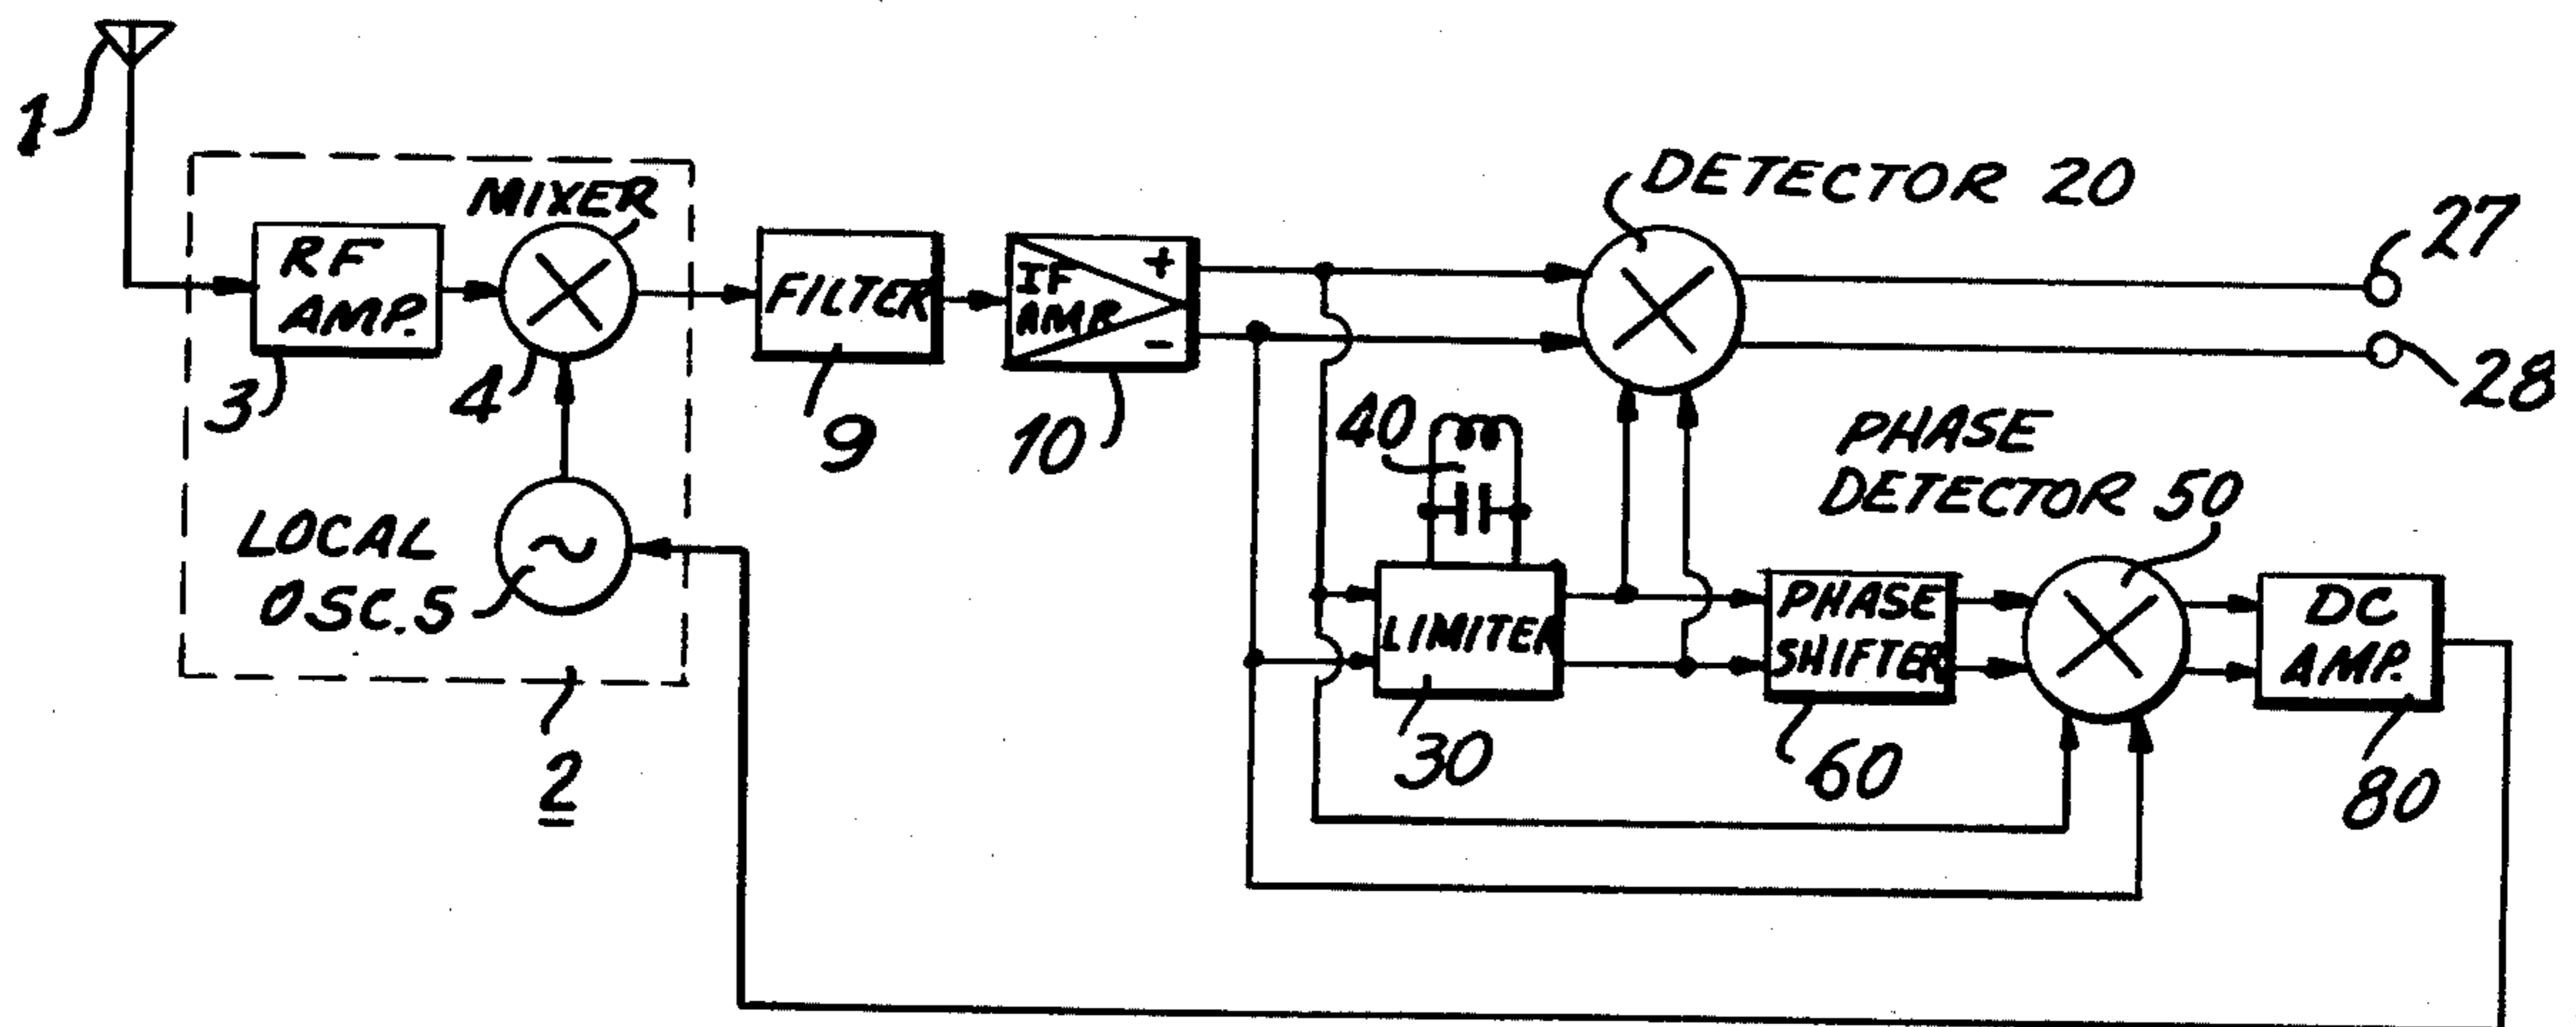 1
MIXER
RF
AMP.
3
4
LOCAL
OSC. 5
2
FILTER
9
IF
AMP.
+
-
10
DETECTOR 20
27
28
40
LIMITER
30
PHASE
SHIFTER
60
PHASE
DETECTOR 50
DC
AMP.
80